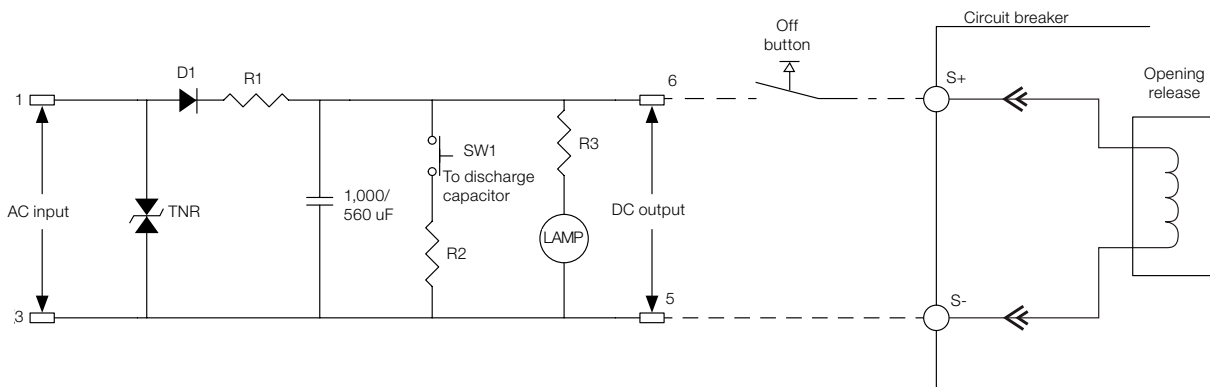 Circuit breaker
Off
button
D1
R1
6
S+
Opening
release
1
SW1
To discharge
capacitor
R3
AC input
TNR
1,000/
560 uF
DC output
LAMP
R2
3
5
S-